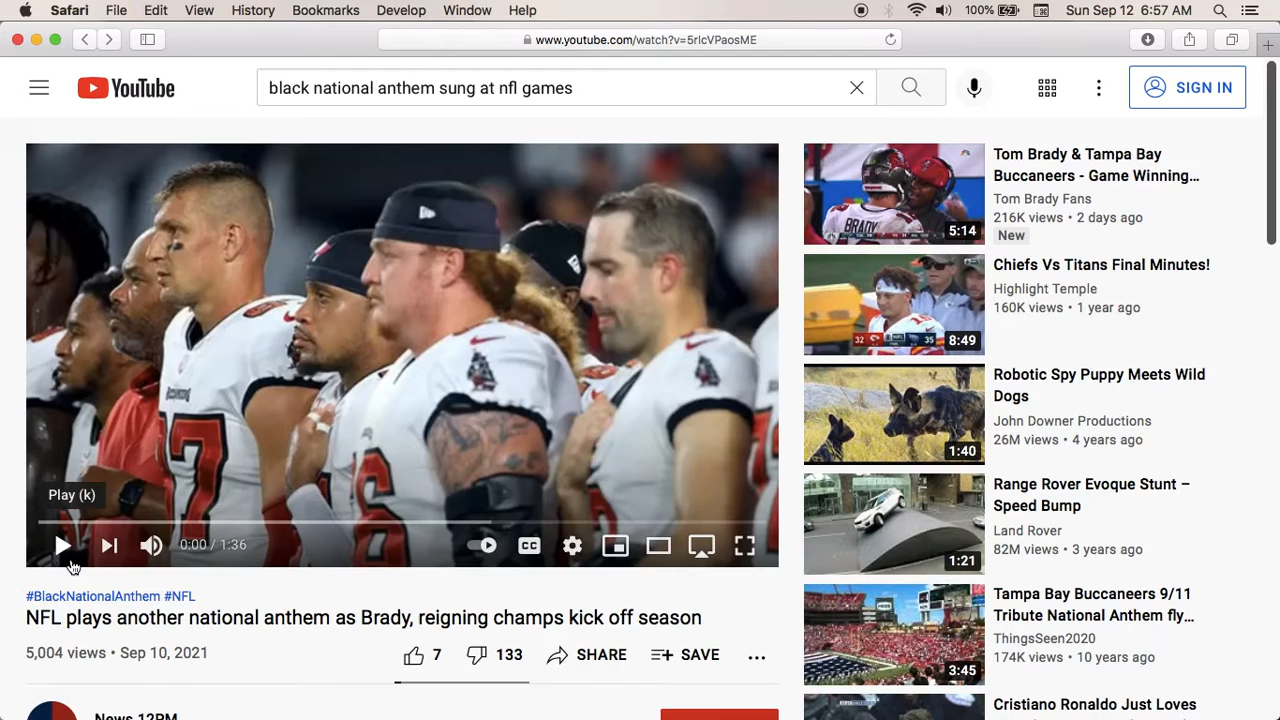 Safari File Edit View History Bookmarks Develop Window Help 100% Sun Sep 12 6:57 AM
www.youtube.com/watch?v=5rIcVPaosME
YouTube
black national anthem sung at nfl games
SIGN IN
Play (k)
0:00 / 1:36
CC
#BlackNationalAnthem #NFL
NFL plays another national anthem as Brady, reigning champs kick off season
5,004 views • Sep 10, 2021
7 133 SHARE SAVE
News 12PM
BRADY
5:14
Tom Brady & Tampa Bay
Buccaneers - Game Winning...
Tom Brady Fans
216K views • 2 days ago
New
32 35
8:49
Chiefs Vs Titans Final Minutes!
Highlight Temple
160K views • 1 year ago
1:40
Robotic Spy Puppy Meets Wild
Dogs
John Downer Productions
26M views • 4 years ago
1:21
Range Rover Evoque Stunt –
Speed Bump
Land Rover
82M views • 3 years ago
3:45
Tampa Bay Buccaneers 9/11
Tribute National Anthem fly...
ThingsSeen2020
174K views • 10 years ago
Cristiano Ronaldo Just Loves